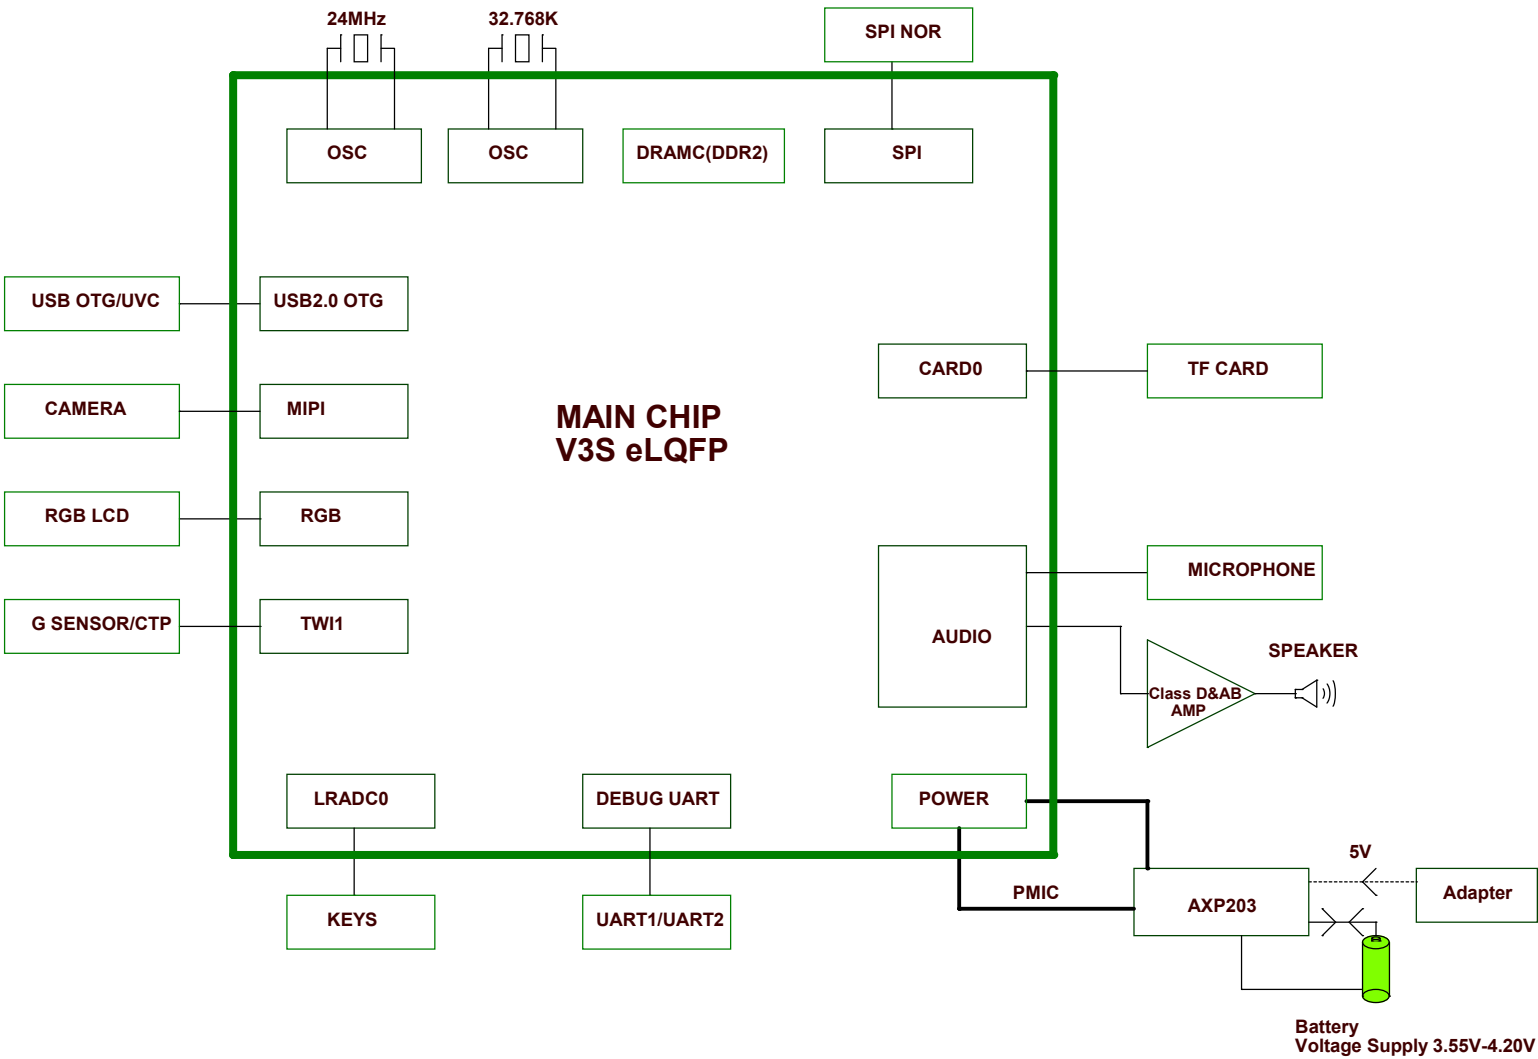 24MHz
32.768K
SPI NOR
OSC
OSC
DRAMC(DDR2)
SPI
USB OTG/UVC
USB2.0 OTG
CARD0
TF CARD
CAMERA
MIPI
MAIN CHIP
V3S eLQFP
RGB LCD
RGB
MICROPHONE
G SENSOR/CTP
TWI1
AUDIO
SPEAKER
Class D&AB
AMP
LRADC0
DEBUG UART
POWER
5V
PMIC
AXP203
Adapter
KEYS
UART1/UART2
Battery
Voltage Supply 3.55V-4.20V